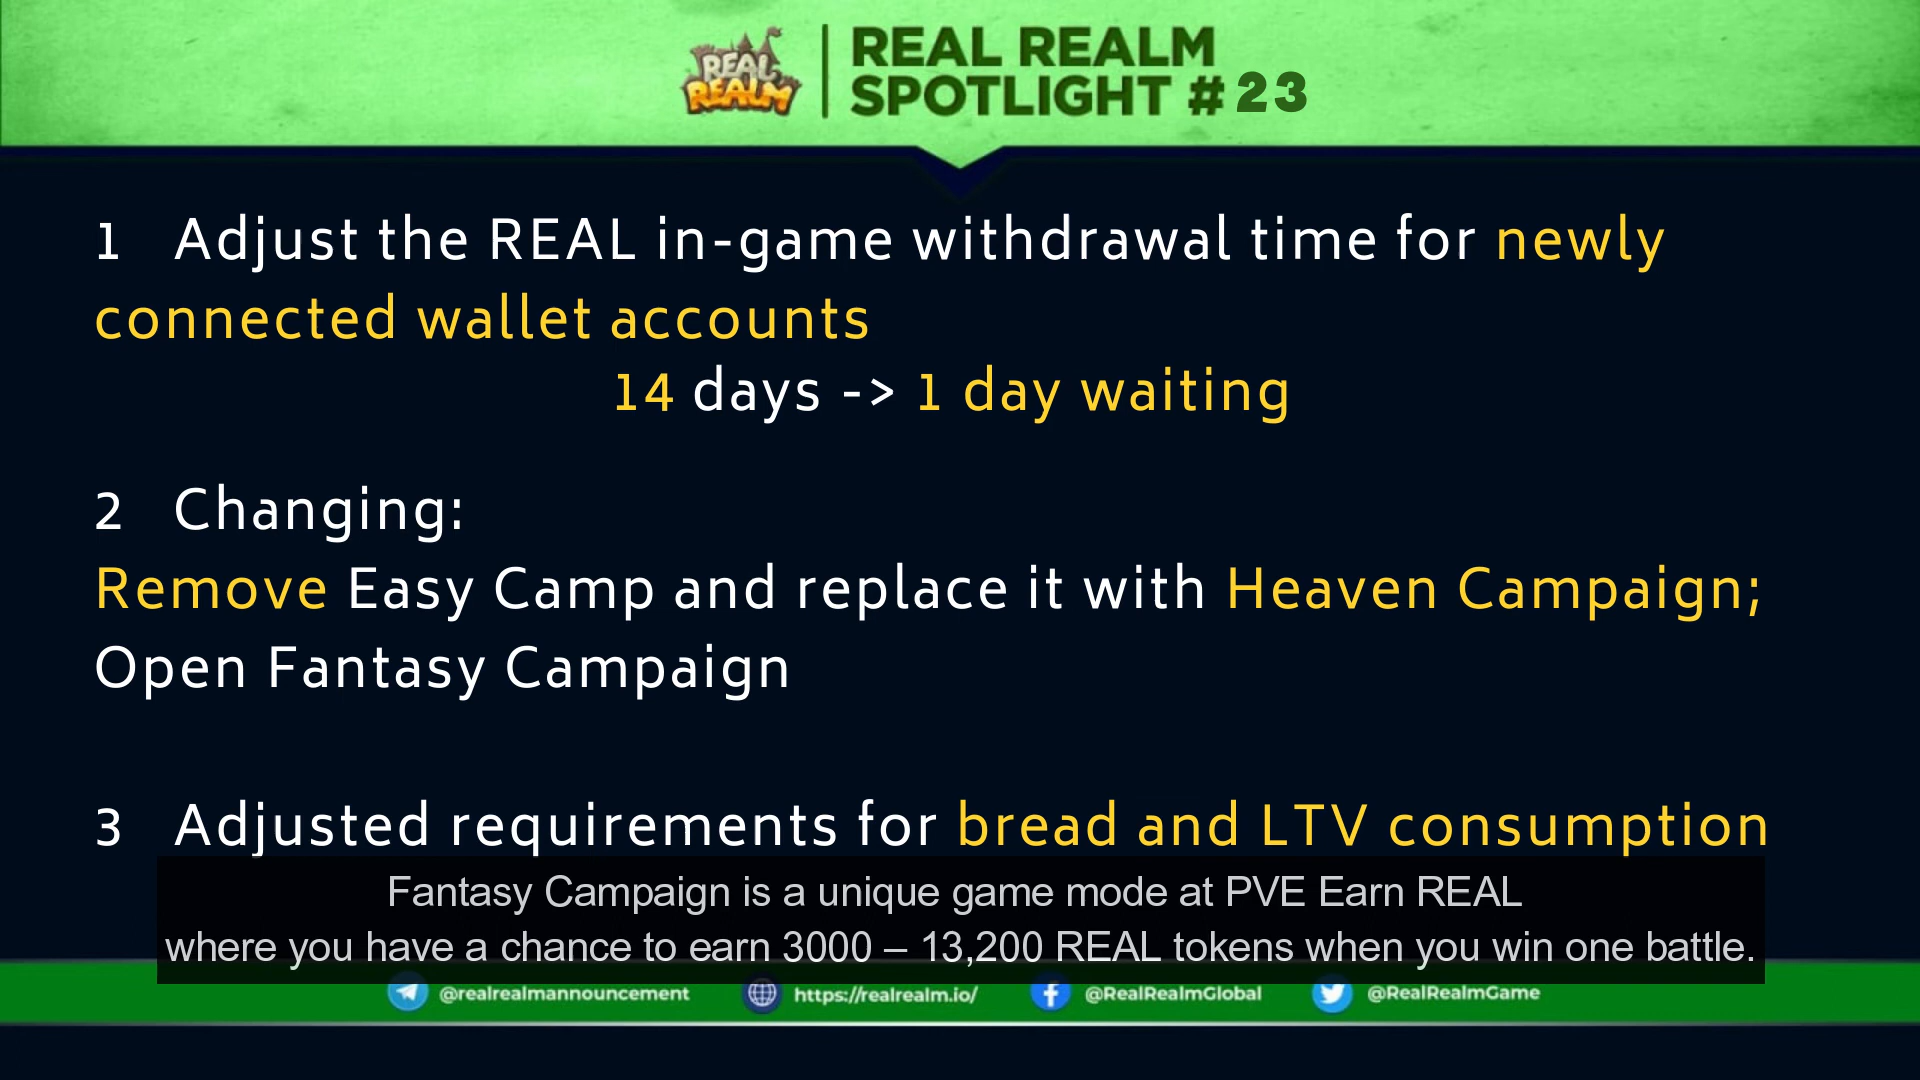 REAL REALM
REAL REALM
SPOTLIGHT #23
1 Adjust the REAL in-game withdrawal time for newly
connected wallet accounts
14 days -> 1 day waiting
2 Changing:
Remove Easy Camp and replace it with Heaven Campaign;
Open Fantasy Campaign
3 Adjusted requirements for bread and LTV consumption
Fantasy Campaign is a unique game mode at PVE Earn REAL
where you have a chance to earn 3000 – 13,200 REAL tokens when you win one battle.
@realrealmannouncement https://realrealm.io/ @RealRealmGlobal @RealRealmGame